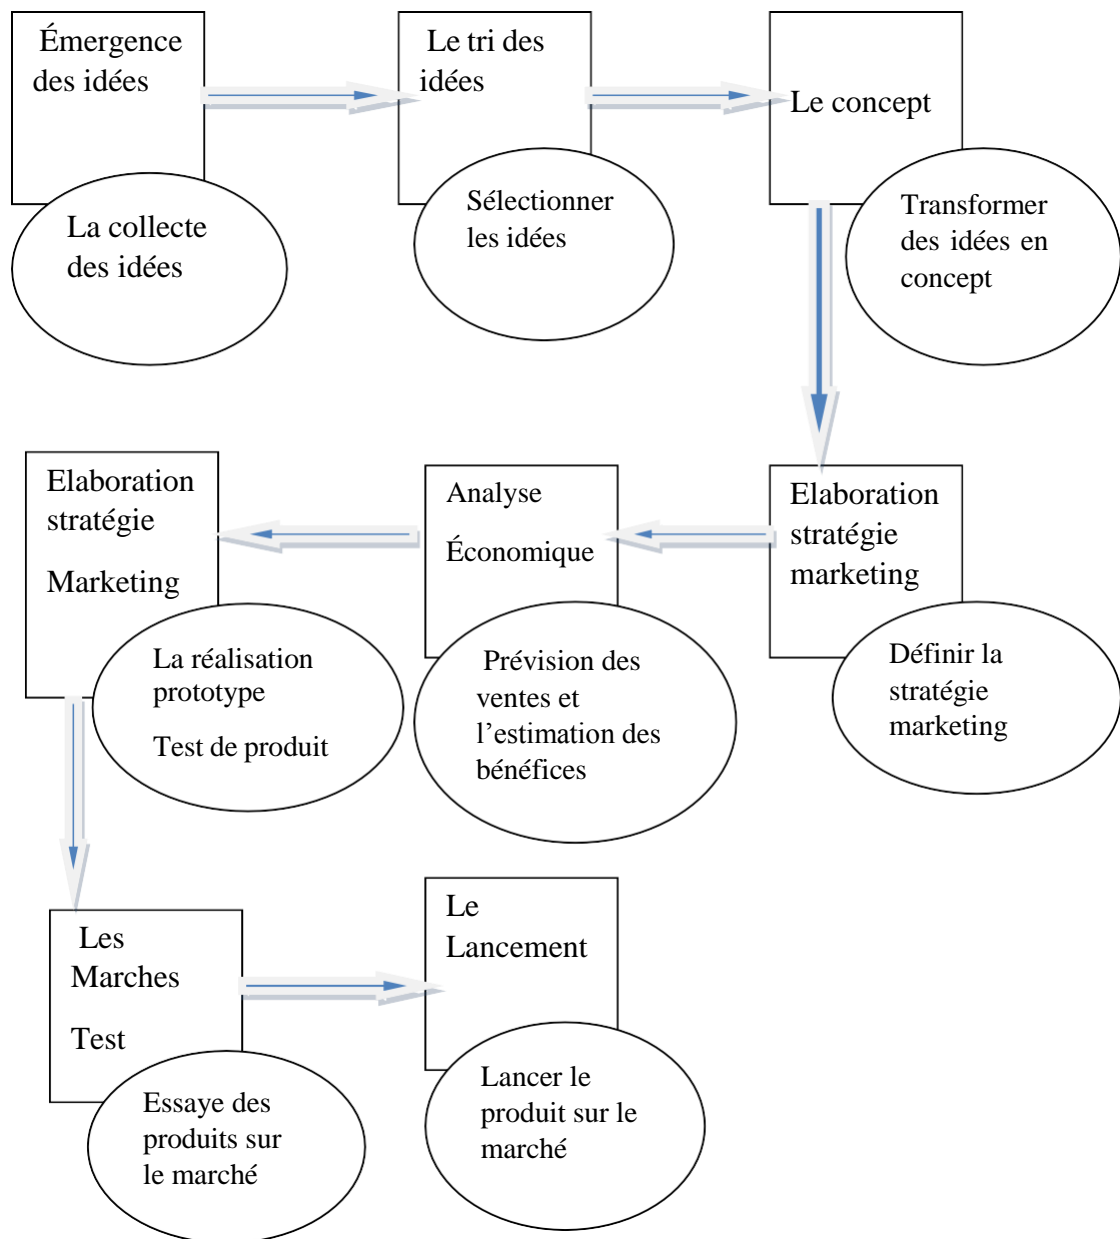 Émergence
des idées
La collecte
des idées
Le tri des
idées
Sélectionner
les idées
Le concept
Transformer
des idées en
concept
Elaboration
stratégie
marketing
Définir la
stratégie
marketing
Analyse
Économique
Prévision des
ventes et
l’estimation des
bénéfices
Elaboration
stratégie
Marketing
La réalisation
prototype
Test de produit
Les
Marches
Test
Essaye des
produits sur
le marché
Le
Lancement
Lancer le
produit sur le
marché